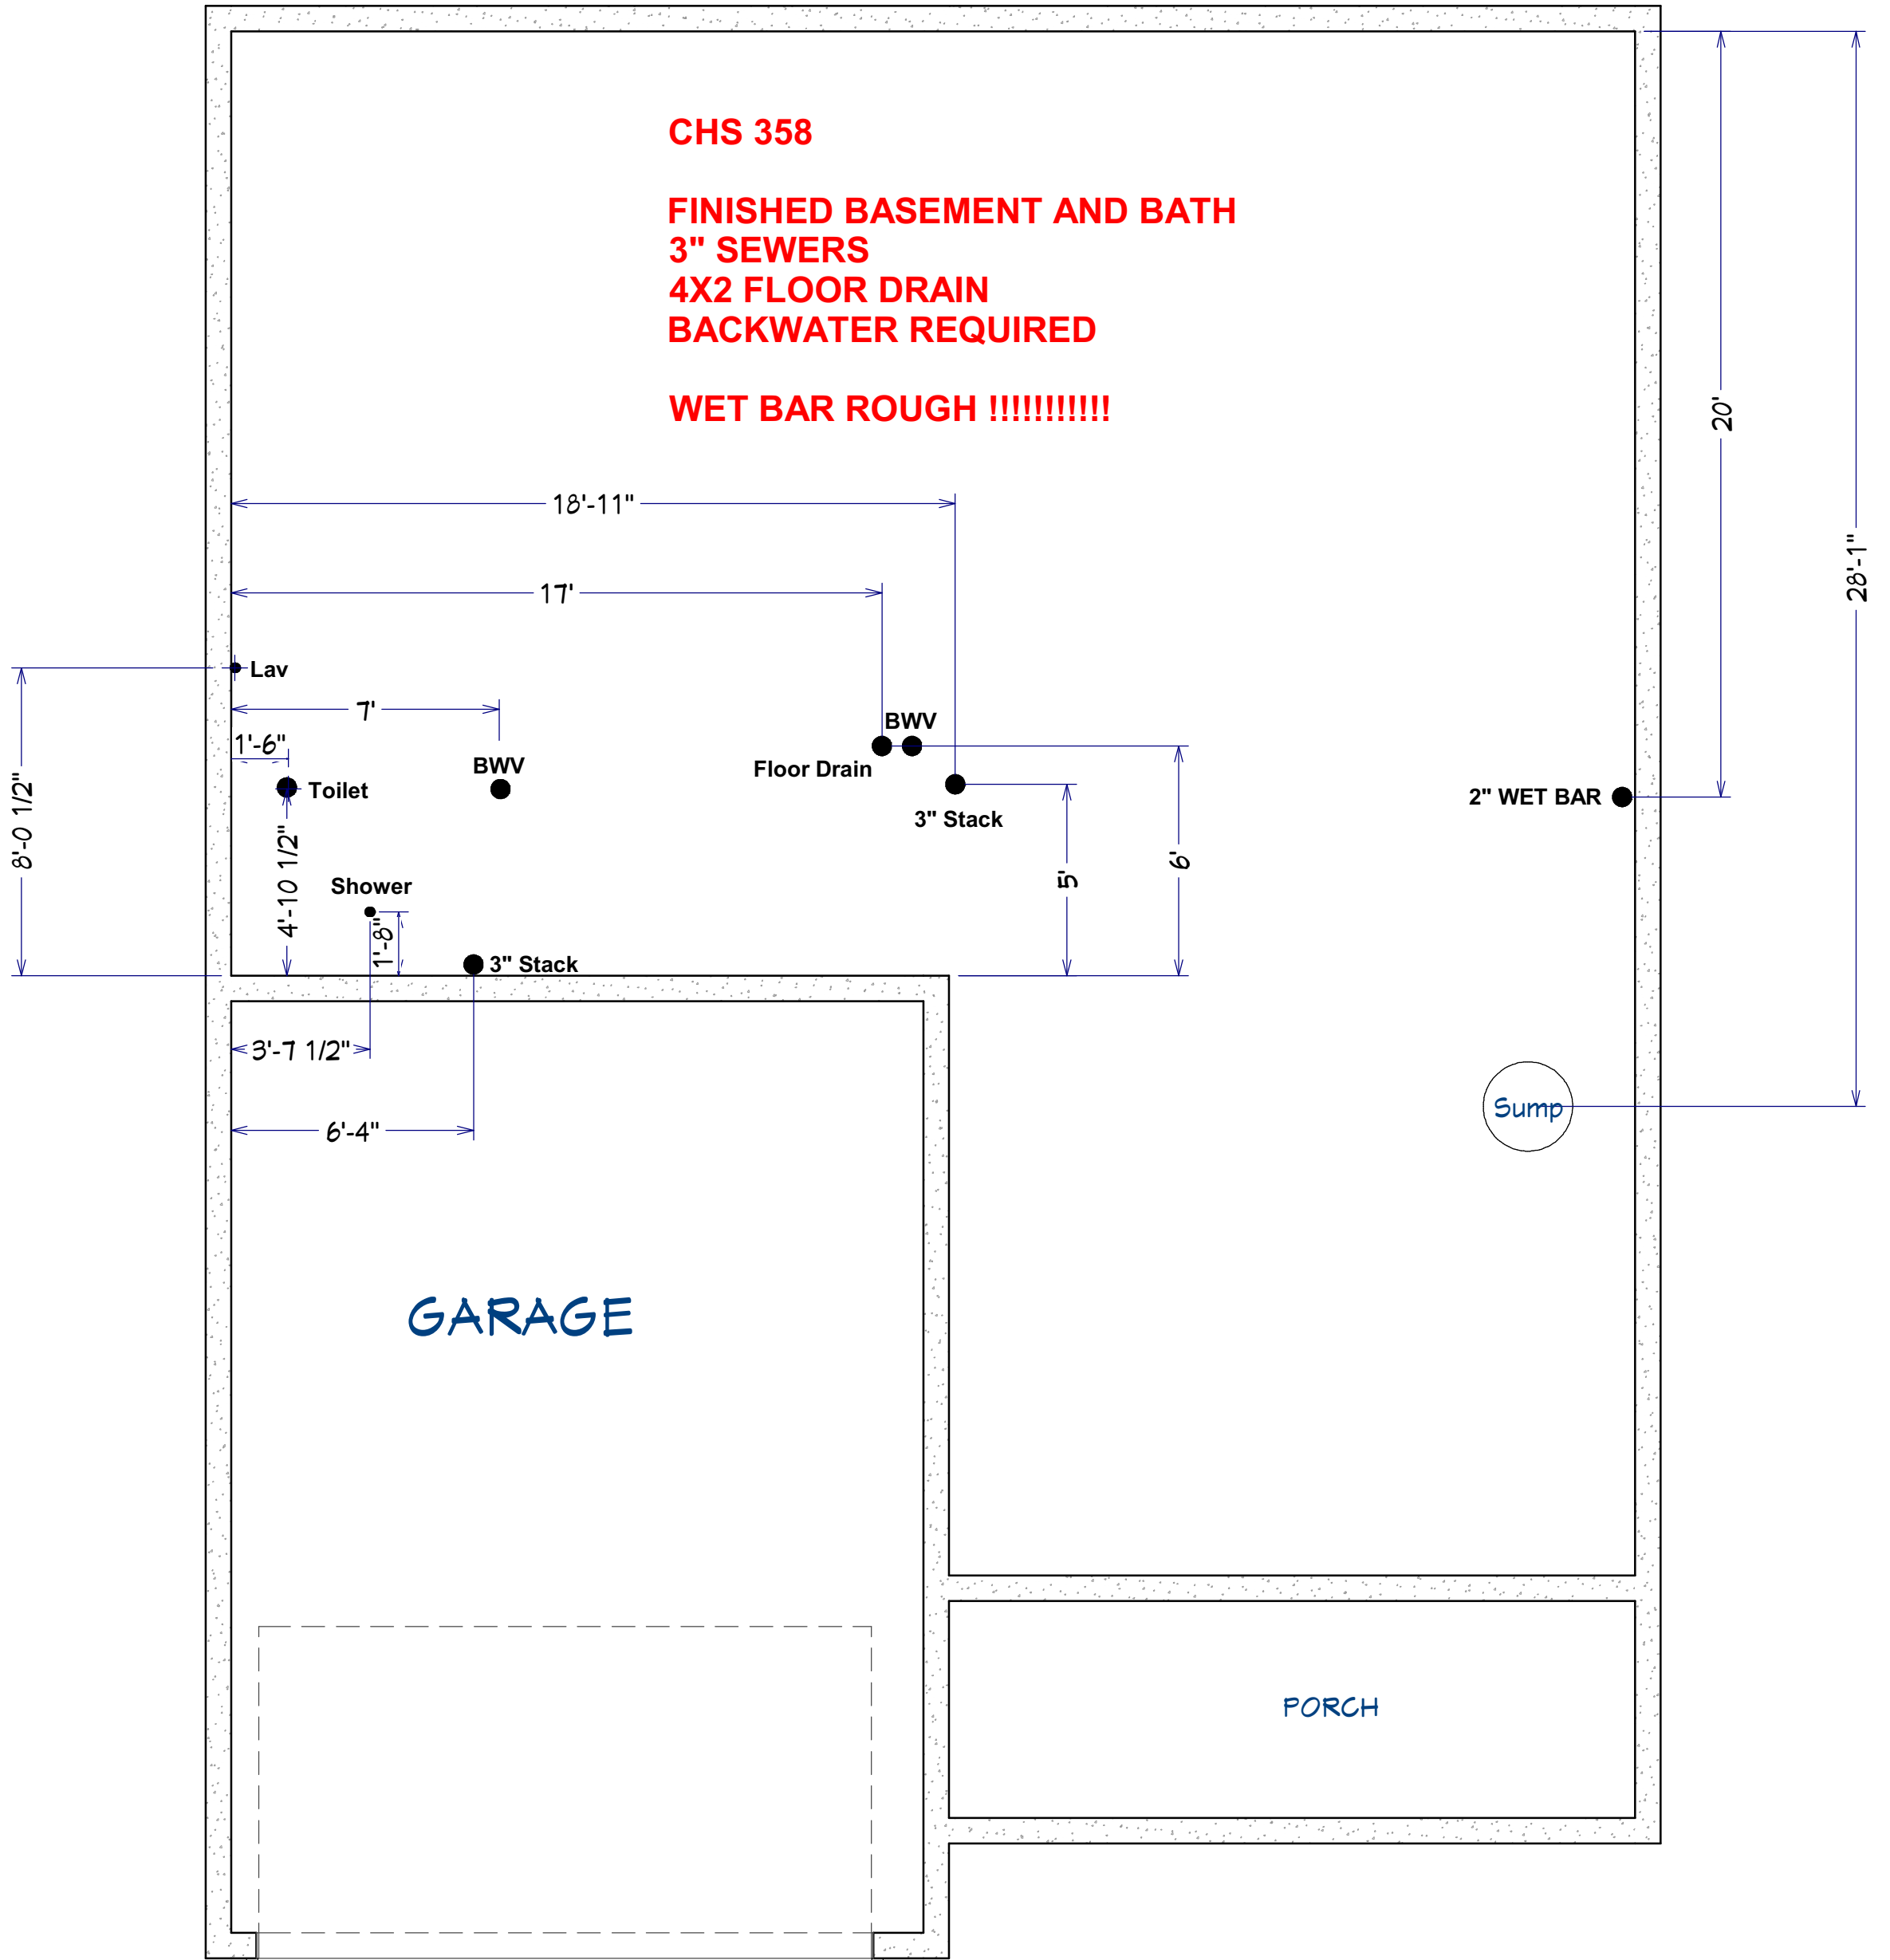 CHS 358
FINISHED BASEMENT AND BATH
3" SEWERS
4X2 FLOOR DRAIN
BACKWATER REQUIRED
WET BAR ROUGH !!!!!!!!!!!
20'
28'-1"
18'-11"
17'
Lav
7'
BWV
1'-6"
BWV
Floor Drain
Toilet
3" Stack
2" WET BAR
8'-0 1/2"
4'-10 1/2"
6'
5'
Shower
1'-8"
3" Stack
3'-7 1/2"
Sump
6'-4"
GARAGE
PORCH